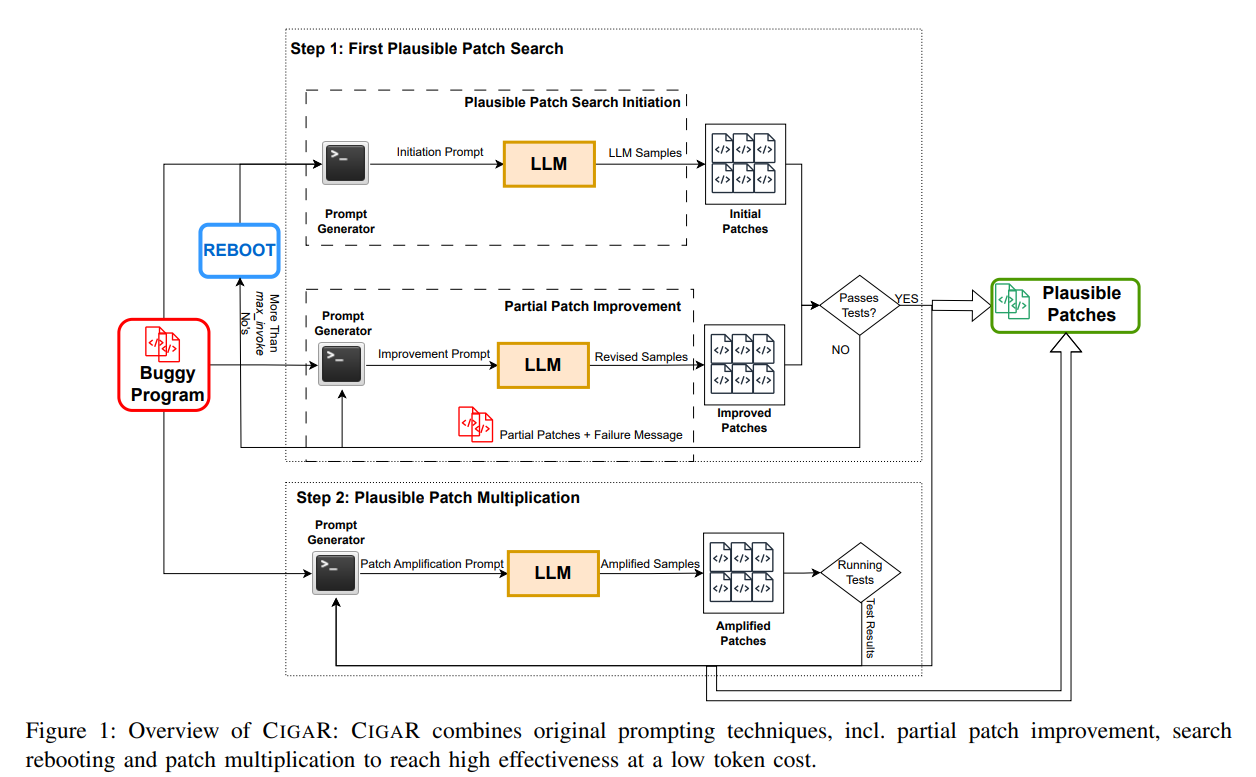 Step 1: First Plausible Patch Search
Plausible Patch Search Initiation
>_
Initiation Prompt
LLM
LLM Samples
</> </> </>
</> </> </>
Prompt
Generator
Initial
Patches
REBOOT
More Than
max_invoke
No's
Partial Patch Improvement
Prompt
Generator
>_
Improvement Prompt
LLM
Revised Samples
</> </> </>
</> </> </>
Improved
Patches
</> </>
Partial Patches + Failure Message
Passes
Tests?
YES
NO
</> </>
Plausible
Patches
</> </>
Buggy
Program
Step 2: Plausible Patch Multiplication
Prompt
Generator
>_
Patch Amplification Prompt
LLM
Amplified Samples
</> </> </>
</> </> </>
Amplified
Patches
Running
Tests
Test Results
Figure 1: Overview of CIGAR: CIGAR combines original prompting techniques, incl. partial patch improvement, search
rebooting and patch multiplication to reach high effectiveness at a low token cost.